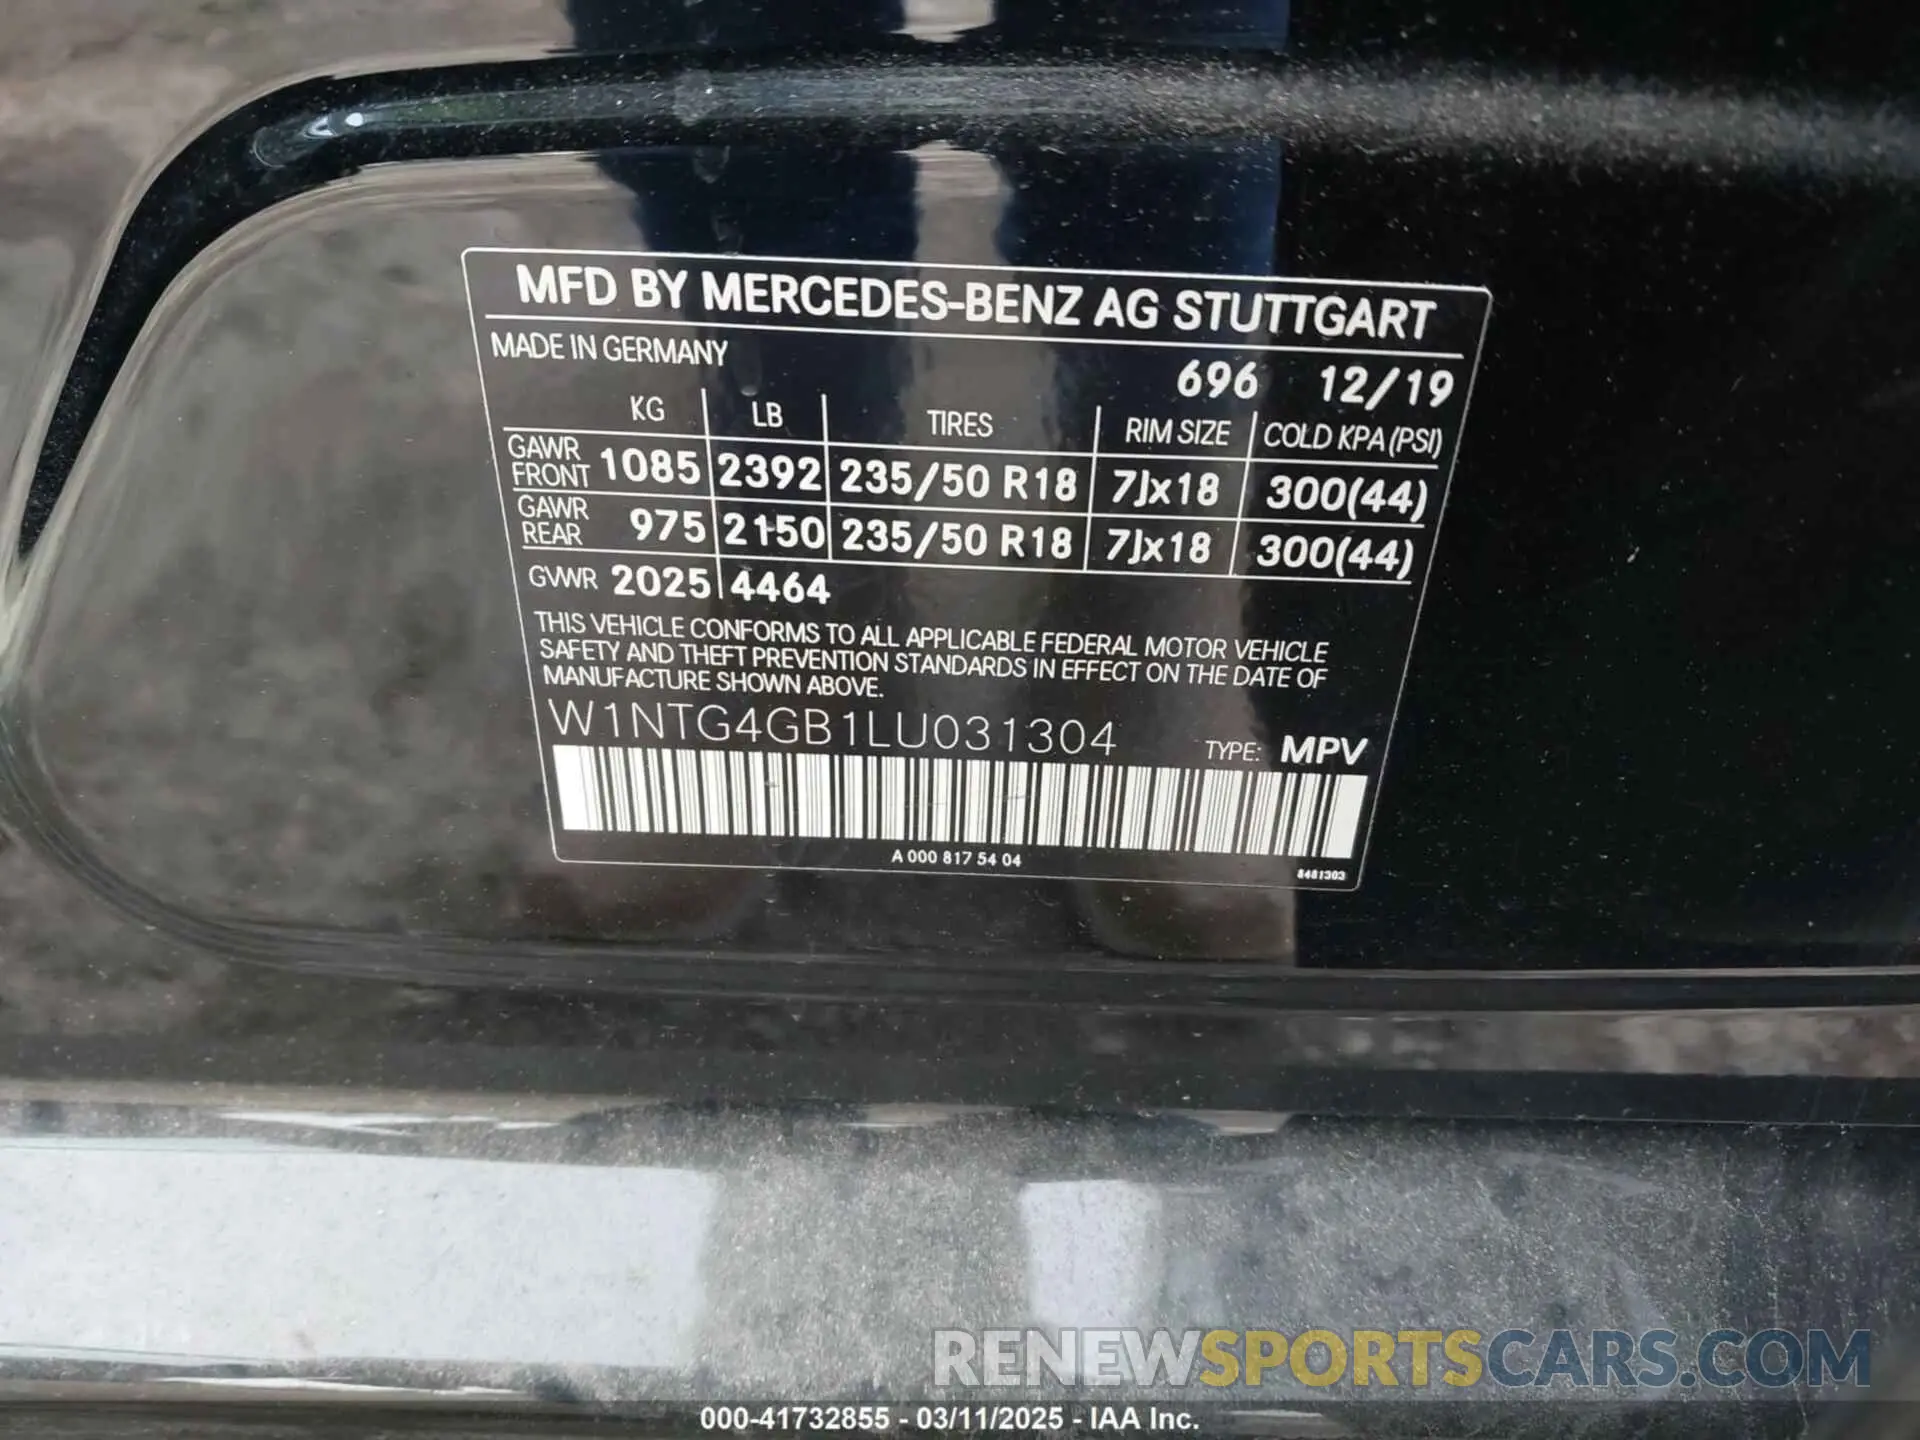 MFD BY MERCEDES-BENZ AG STUTTGART
MADE IN GERMANY
696 12/19
KG LB TIRES RIM SIZE COLD KPA (PSI)
GAWR FRONT 1085 2392 235/50 R18 7Jx18 300(44)
GAWR REAR 975 2150 235/50 R18 7Jx18 300(44)
GVWR 2025 4464
THIS VEHICLE CONFORMS TO ALL APPLICABLE FEDERAL MOTOR VEHICLE
SAFETY AND THEFT PREVENTION STANDARDS IN EFFECT ON THE DATE OF
MANUFACTURE SHOWN ABOVE.
W1NTG4GB1LU031304 TYPE: MPV
A 000 817 54 04
8481303
RENEWSPORTSCARS.COM
000-41732855 - 03/11/2025 - IAA Inc.